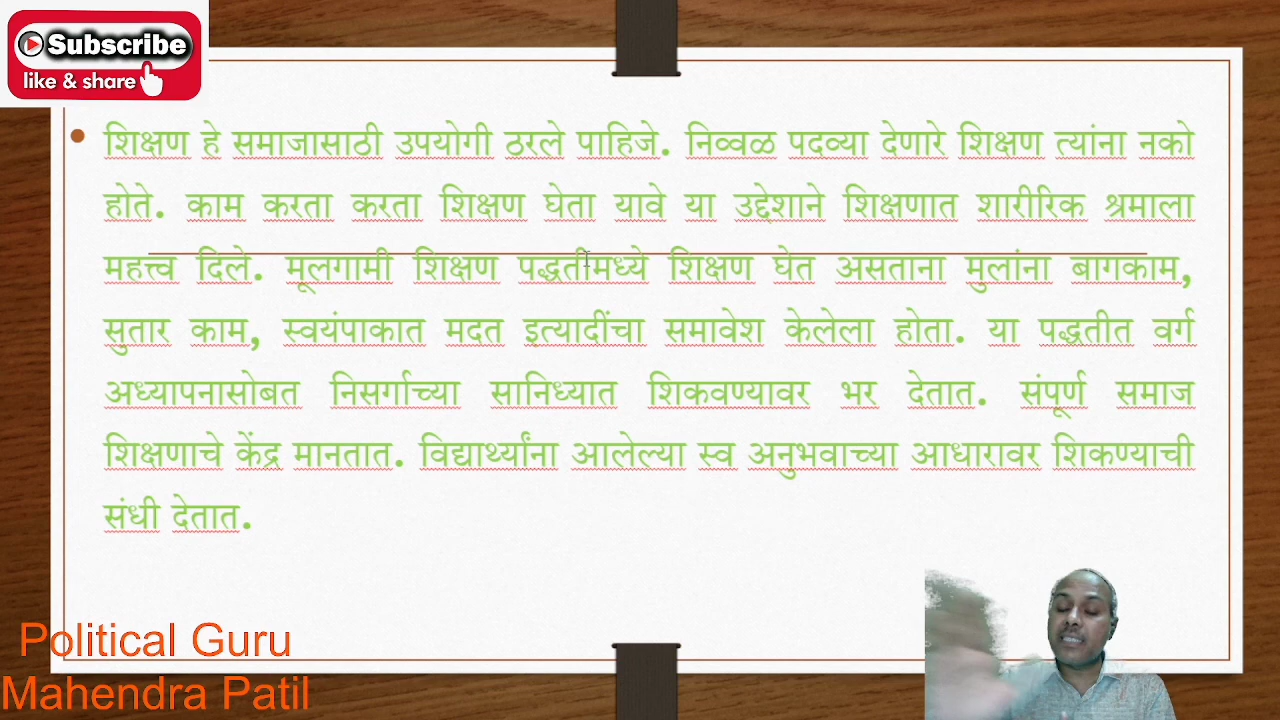 Subscribe
like & share
शिक्षण हे समाजासाठी उपयोगी ठरले पाहिजे. निव्वळ पदव्या देणारे शिक्षण त्यांना नको
होते. काम करता करता शिक्षण घेता यावे या उद्देशाने शिक्षणात शारीरिक श्रमाला
महत्त्व दिले. मूलगामी शिक्षण पद्धतींमध्ये शिक्षण घेत असताना मुलांना बागकाम,
सुतार काम, स्वयंपाकात मदत इत्यादींचा समावेश केलेला होता. या पद्धतीत वर्ग
अध्यापनासोबत निसर्गाच्या सानिध्यात शिकवण्यावर भर देतात. संपूर्ण समाज
शिक्षणाचे केंद्र मानतात. विद्यार्थ्यांना आलेल्या स्व अनुभवाच्या आधारावर शिकण्याची
संधी देतात.
Political Guru
Mahendra Patil